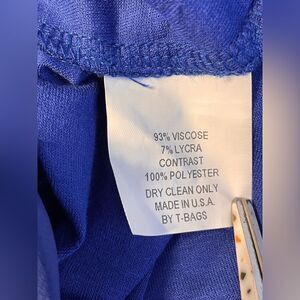 93% VISCOSE
7% LYCRA
CONTRAST
100% POLYESTER
DRY CLEAN ONLY
MADE IN U.S.A.
BY T-BAGS